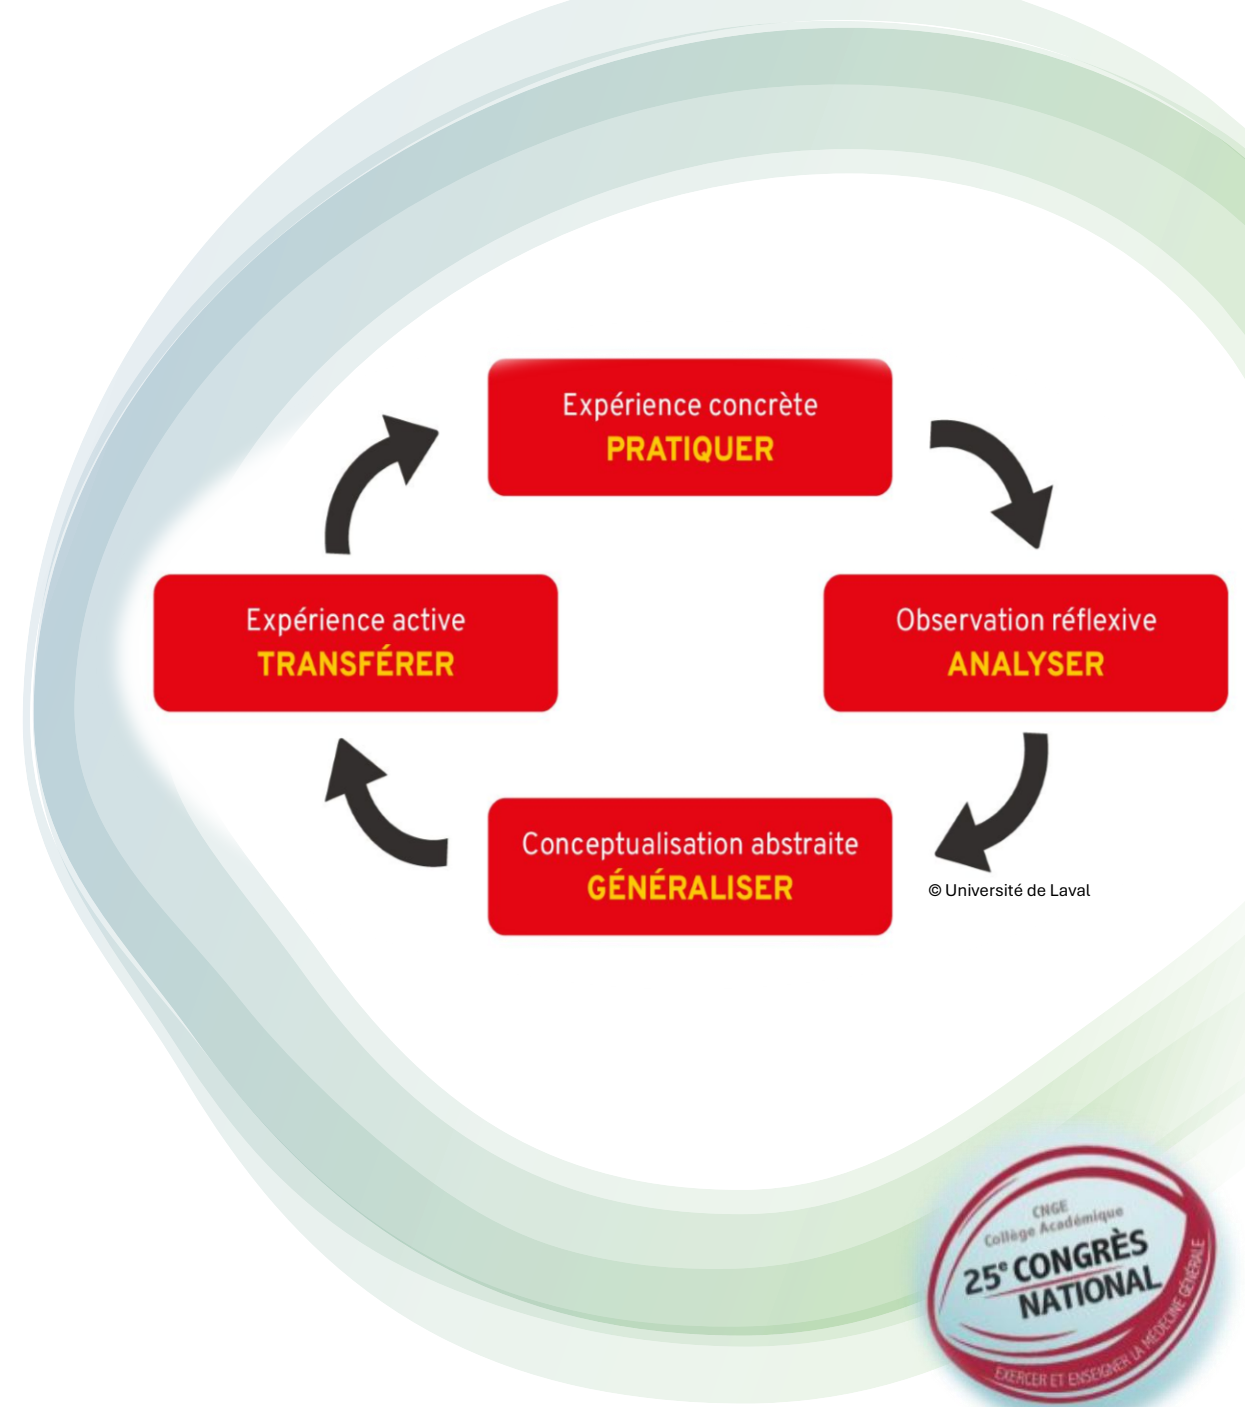 Expérience concrète
PRATIQUER
Expérience active
TRANSFÉRER
Observation réflexive
ANALYSER
Conceptualisation abstraite
GÉNÉRALISER
© Université de Laval
CNGE
Collège Académique
25e CONGRÈS
NATIONAL
EXERCER ET ENSEIGNER LA MÉDECINE GÉNÉRALE